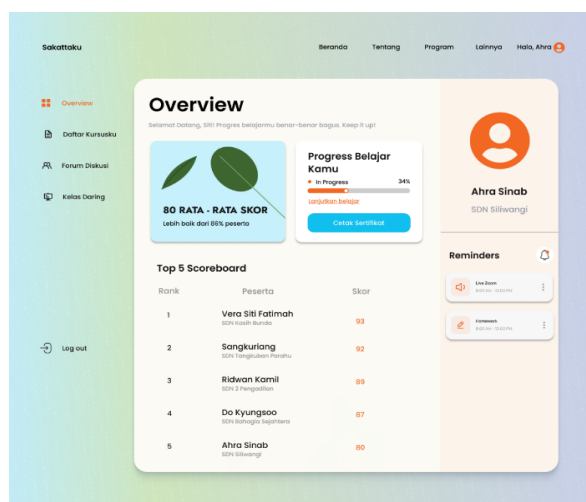 Sakattaku
Beranda Tentang Program Lainnya Halo, Ahra
Overview
Daftar Kursusku
Forum Diskusi
Kelas Daring
Log out
Overview
Selamat Datang, Siti! Progres belajarmu benar-benar bagus. Keep it up!
80 RATA - RATA SKOR
Lebih baik dari 86% peserta
Progress Belajar
Kamu
In Progress 34%
Lanjutkan belajar
Cetak Sertifikat
Top 5 Scoreboard
Rank Peserta Skor
1 Vera Siti Fatimah 93
SDN Kasih Bunda
2 Sangkuriang 92
SDN Tangkuban Parahu
3 Ridwan Kamil 89
SDN 2 Pengadilan
4 Do Kyungsoo 87
SDN Bahagia Sejahtera
5 Ahra Sinab 80
SDN Siliwangi
Ahra Sinab
SDN Siliwangi
Reminders
Live Zoom
Homework